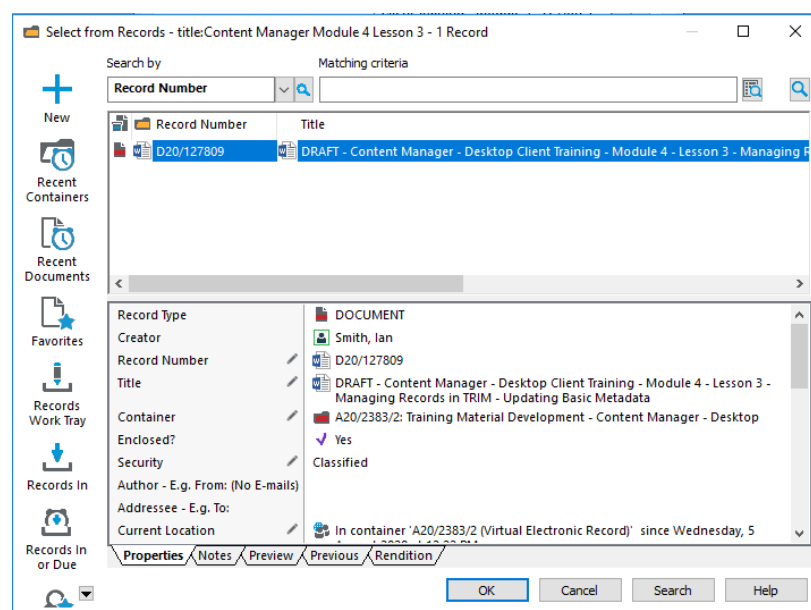 Select from Records - title:Content Manager Module 4 Lesson 3 - 1 Record
Search by
Matching criteria
Record Number
New
Record Number Title
D20/127809 DRAFT - Content Manager - Desktop Client Training - Module 4 - Lesson 3 - Managing R
Recent
Containers
Recent
Documents
Favorites
Records
Work Tray
Records In
Records In
or Due
Record Type DOCUMENT
Creator Smith, Ian
Record Number D20/127809
Title DRAFT - Content Manager - Desktop Client Training - Module 4 - Lesson 3 -
Managing Records in TRIM - Updating Basic Metadata
Container A20/2383/2: Training Material Development - Content Manager - Desktop
Enclosed? Yes
Security Classified
Author - E.g. From: (No E-mails)
Addressee - E.g. To:
Current Location In container 'A20/2383/2 (Virtual Electronic Record)' since Wednesday, 5
Properties Notes Preview Previous Rendition
OK Cancel Search Help